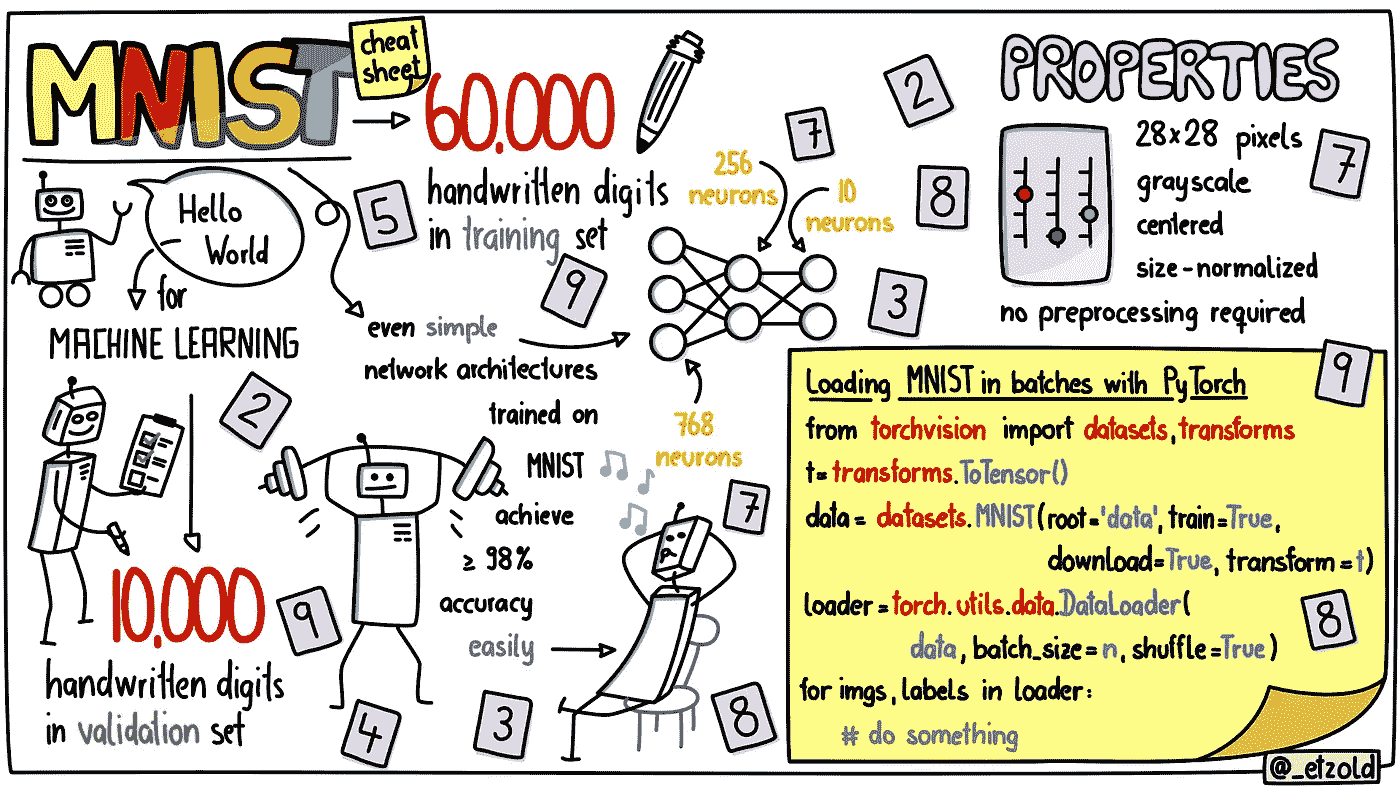 MNIST
cheat
sheet
60.000
handwritten digits
in training set
Hello
World
for
MACHINE LEARNING
10.000
handwritten digits
in validation set
even simple
network architectures
trained on
MNIST
achieve
≥ 98%
accuracy
easily
256
neurons
10
neurons
768
neurons
5
9
2
9
4
3
7
8
7
2
8
3
PROPERTIES
28x28 pixels
grayscale
centered
size-normalized
no preprocessing required
7
9
Loading MNIST in batches with PyTorch
from torchvision import datasets, transforms
t= transforms.ToTensor()
data= datasets.MNIST(root='data', train=True,
download=True, transform=t)
loader=torch.utils.data.DataLoader(
data, batch_size=n, shuffle=True)
for imgs, labels in loader:
# do something
8
@_etzold